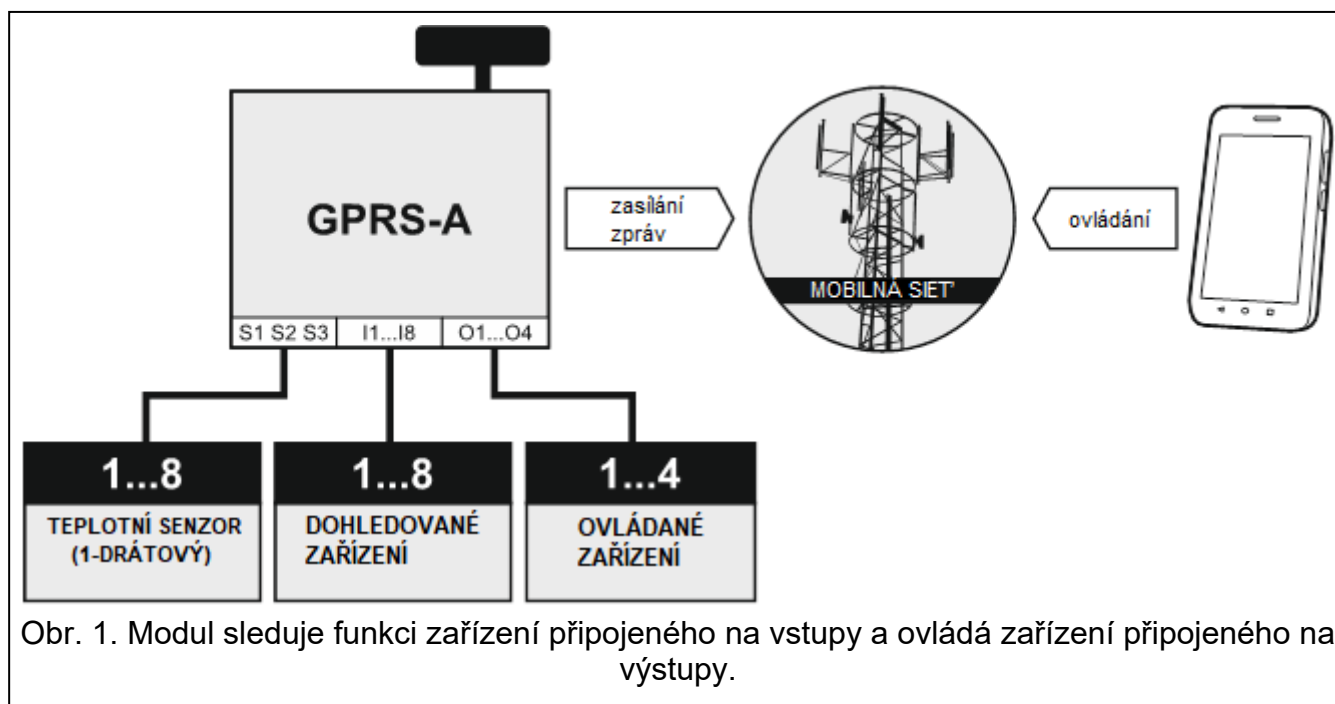 GPRS-A
S1 S2 S3
I1...I8
O1...O4
zasílání
zpráv
MOBILNA SIEŤ
ovládání
1...8
TEPLOTNÍ SENZOR
(1-DRÁTOVÝ)
1...8
DOHLEDOVANÉ
ZAŘÍZENÍ
1...4
OVLÁDANÉ
ZAŘÍZENÍ
Obr. 1. Modul sleduje funkci zařízení připojeného na vstupy a ovládá zařízení připojeného na
výstupy.